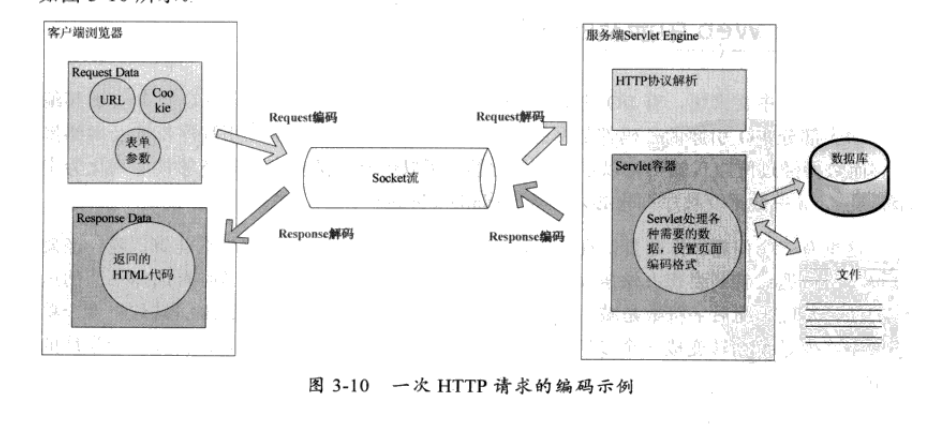 客户端浏览器
Request Data
URL
Coo
kie
表单
参数
Response Data
返回的
HTML代码
Request编码
Response解码
Socket流
Request解码
Response编码
服务端Servlet Engine
HTTP协议解析
Servlet容器
Servlet处理各
种需要的数
据，设置页面
编码格式
数据库
文件
图 3-10 一次 HTTP 请求的编码示例